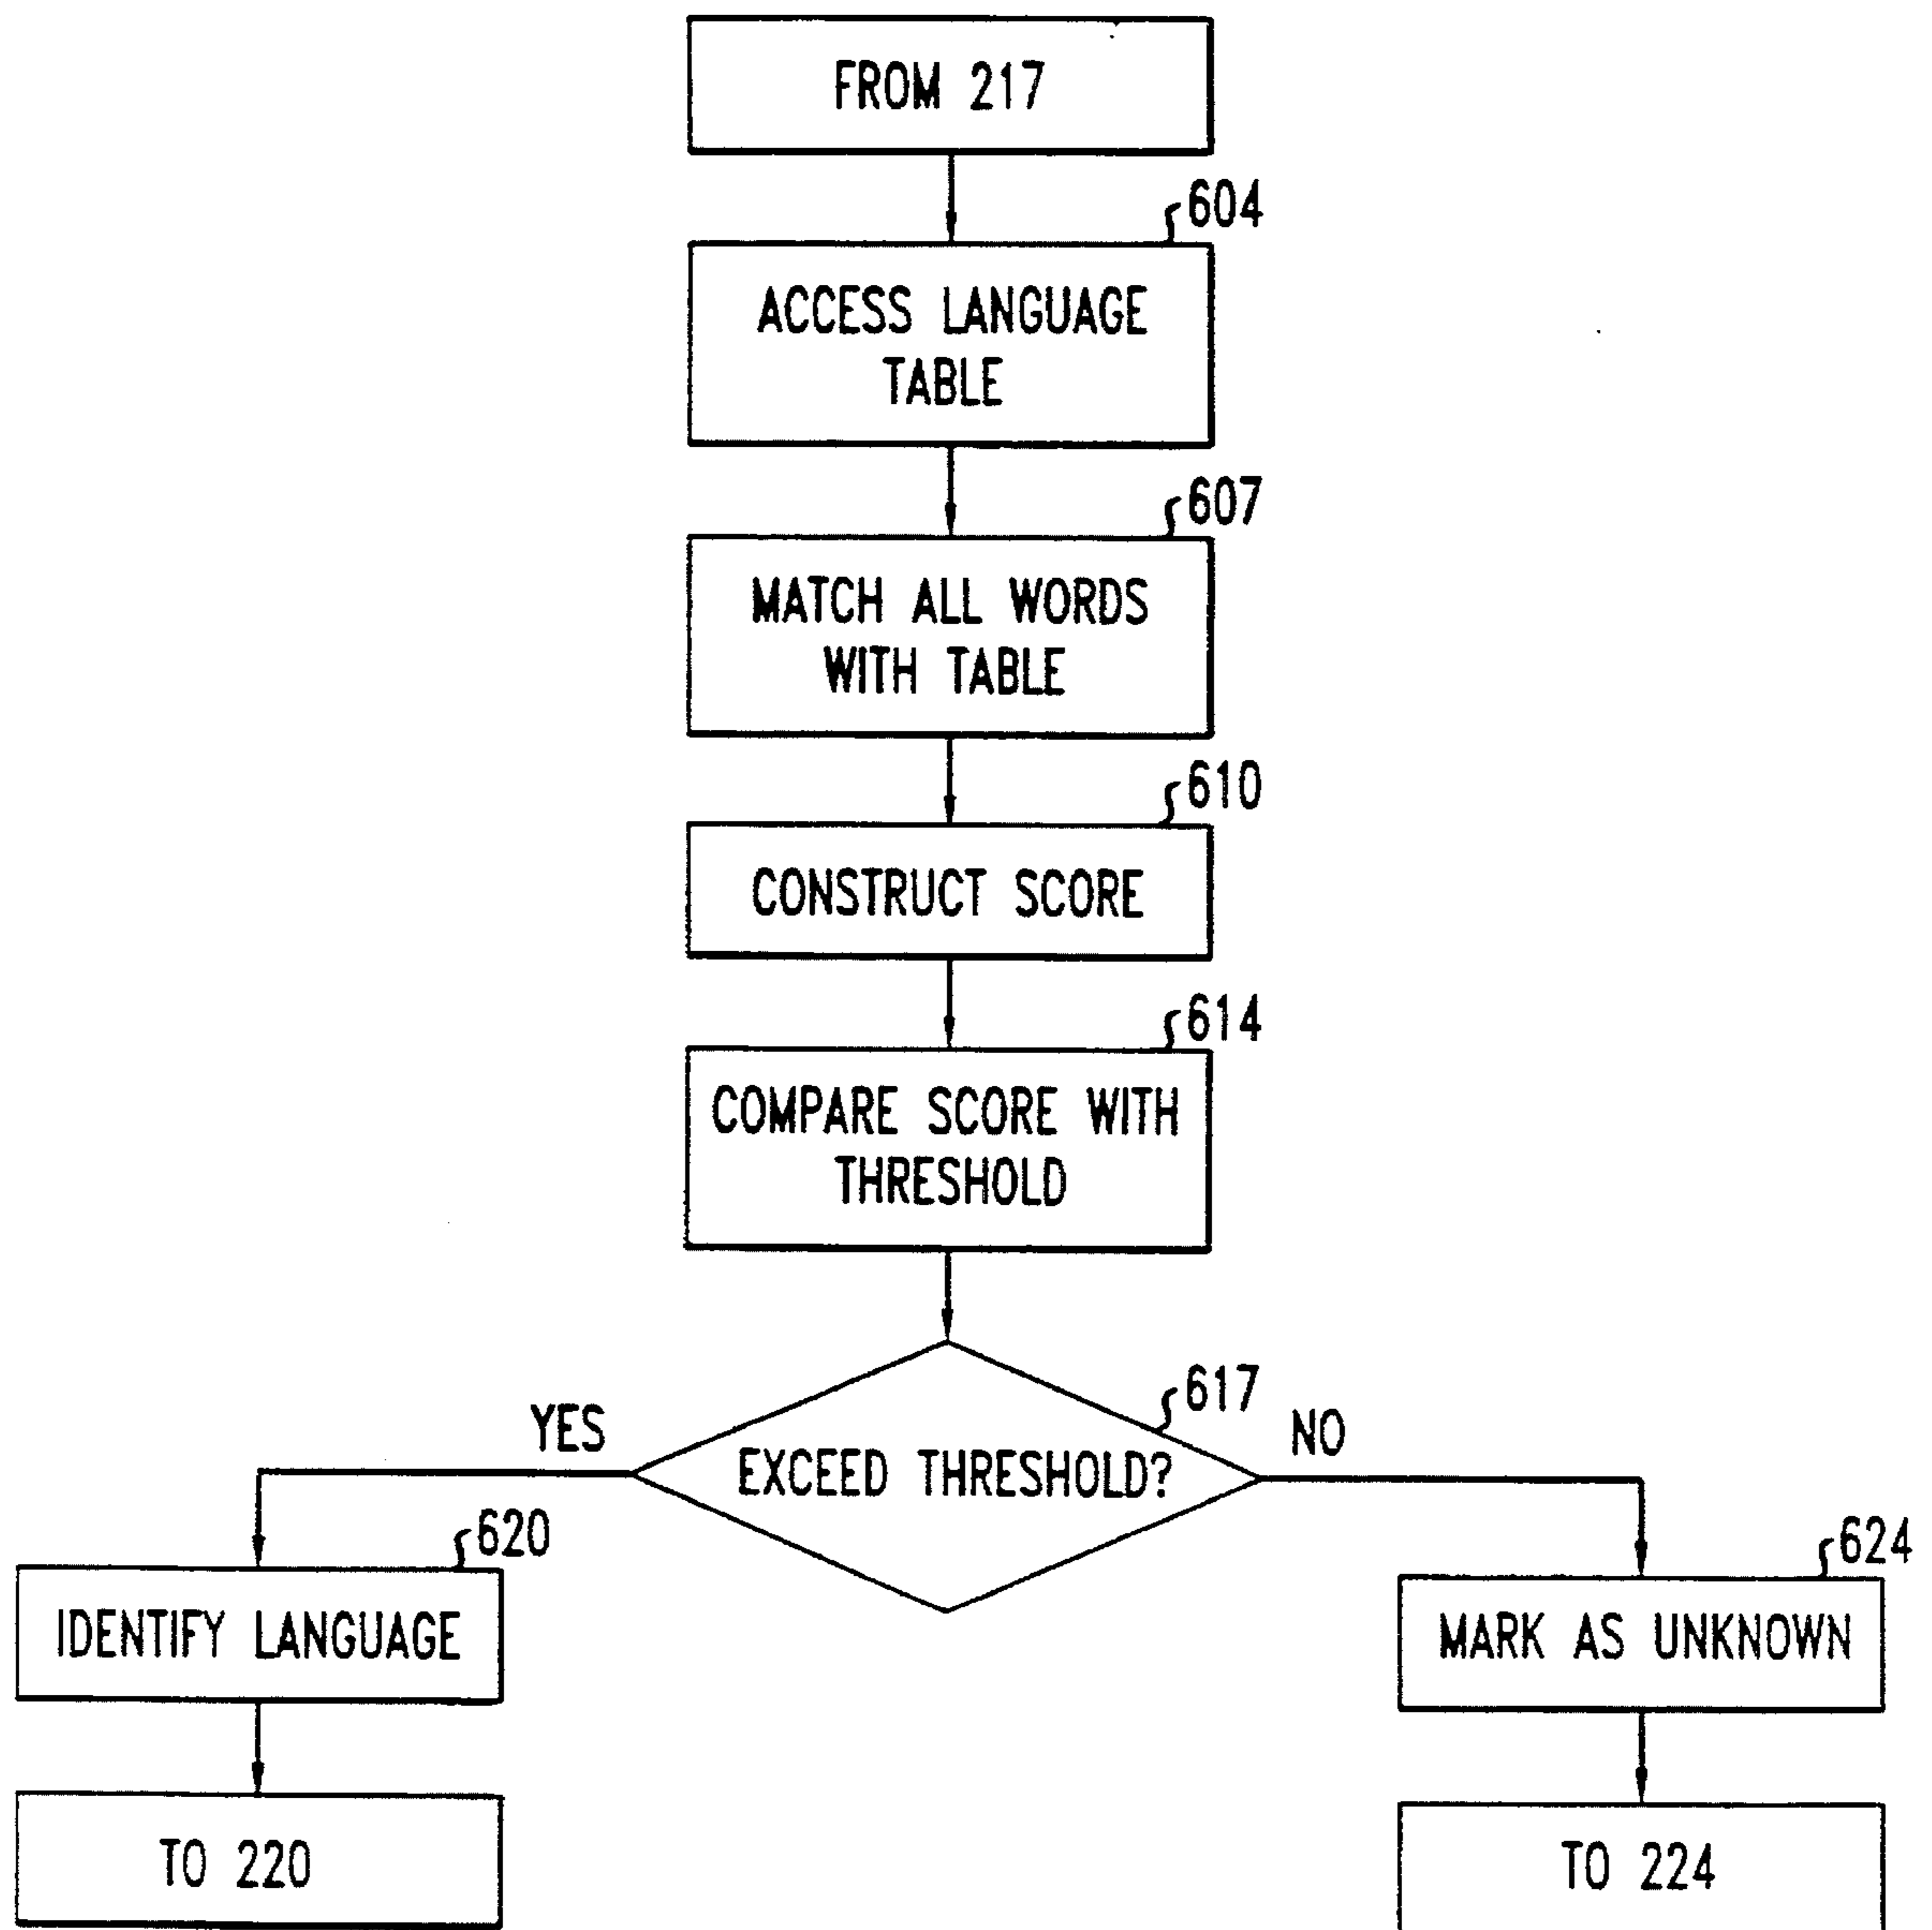 FROM 217
604
ACCESS LANGUAGE
TABLE
607
MATCH ALL WORDS
WITH TABLE
610
CONSTRUCT SCORE
614
COMPARE SCORE WITH
THRESHOLD
617
YES
NO
EXCEED THRESHOLD?
620
624
IDENTIFY LANGUAGE
MARK AS UNKNOWN
TO 220
TO 224